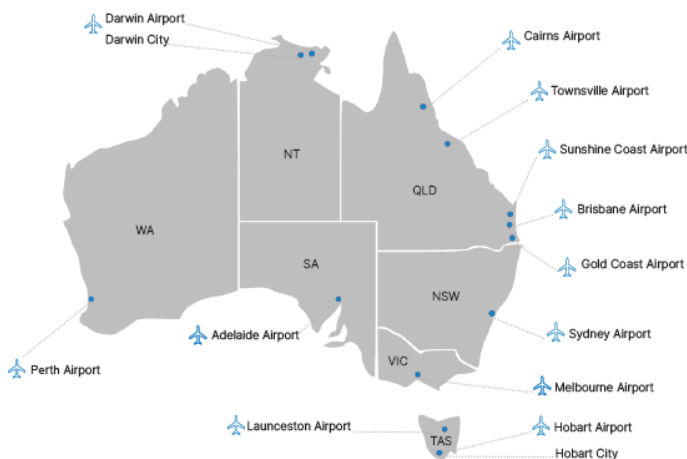 Darwin Airport
Darwin City
Cairns Airport
Townsville Airport
Sunshine Coast Airport
NT
QLD
Brisbane Airport
WA
SA
Gold Coast Airport
NSW
Adelaide Airport
Sydney Airport
VIC
Perth Airport
Melbourne Airport
Launceston Airport
Hobart Airport
TAS
Hobart City